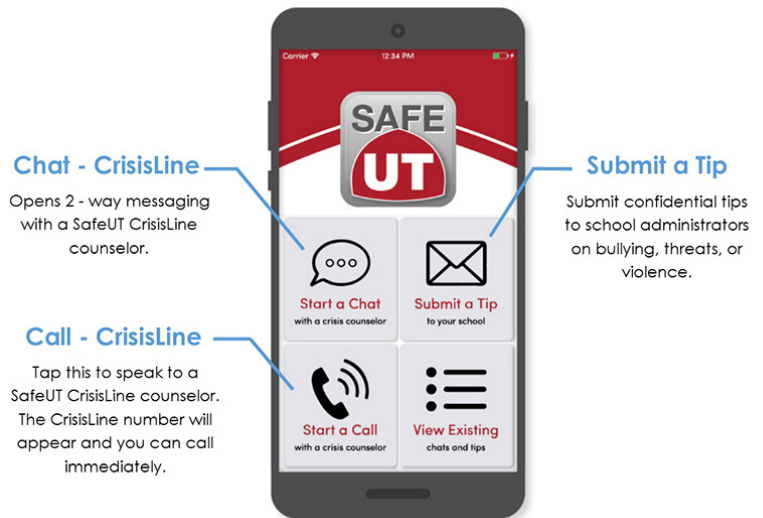 Carrier
12:34 PM
SAFE
UT
Chat - CrisisLine
Opens 2 - way messaging
with a SafeUT CrisisLine
counselor.
Submit a Tip
Submit confidential tips
to school administrators
on bullying, threats, or
violence.
Start a Chat
with a crisis counselor
Submit a Tip
to your school
Call - CrisisLine
Tap this to speak to a
SafeUT CrisisLine counselor.
The CrisisLine number will
appear and you can call
immediately.
Start a Call
with a crisis counselor
View Existing
chats and tips